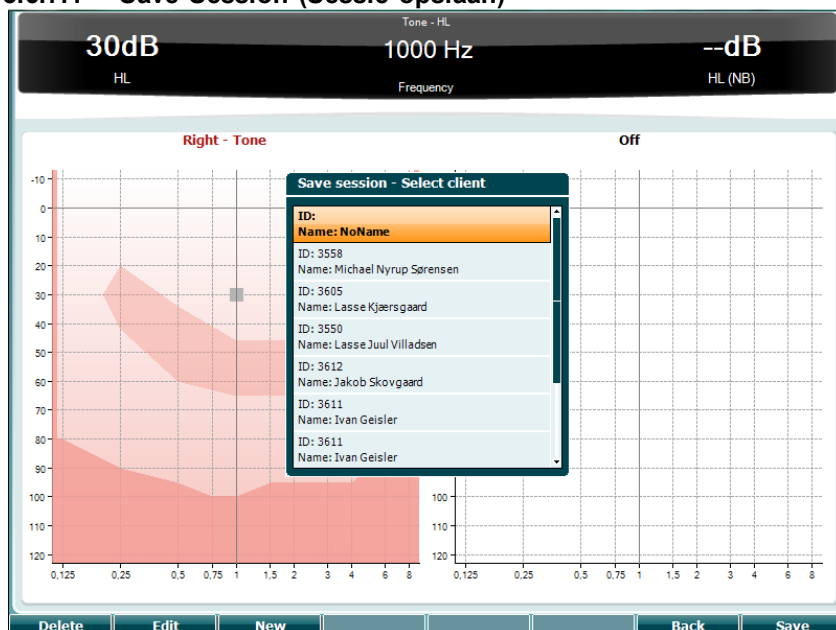 Save Session (Sessie opslaan)
Tone - HL
30dB
1000 Hz
--dB
HL
HL (NB)
Frequency
Right - Tone
Off
Save session - Select client
ID:
Name: NoName
ID: 3558
Name: Michael Nyrup Sørensen
ID: 3605
Name: Lasse Kjærsgaard
ID: 3550
Name: Lasse Juul Villadsen
ID: 3612
Name: Jakob Skovgaard
ID: 3611
Name: Ivan Geisler
ID: 3611
Name: Ivan Geisler
-10
0
10
20
30
40
50
60
70
80
90
100
110
120
100
110
120
0,125 0,25 0,5 0,75 1 1,5 2 3 4 6 8
0,125 0,25 0,5 0,75 1 1,5 2 3 4 6 8
Delete Edit New Back Save